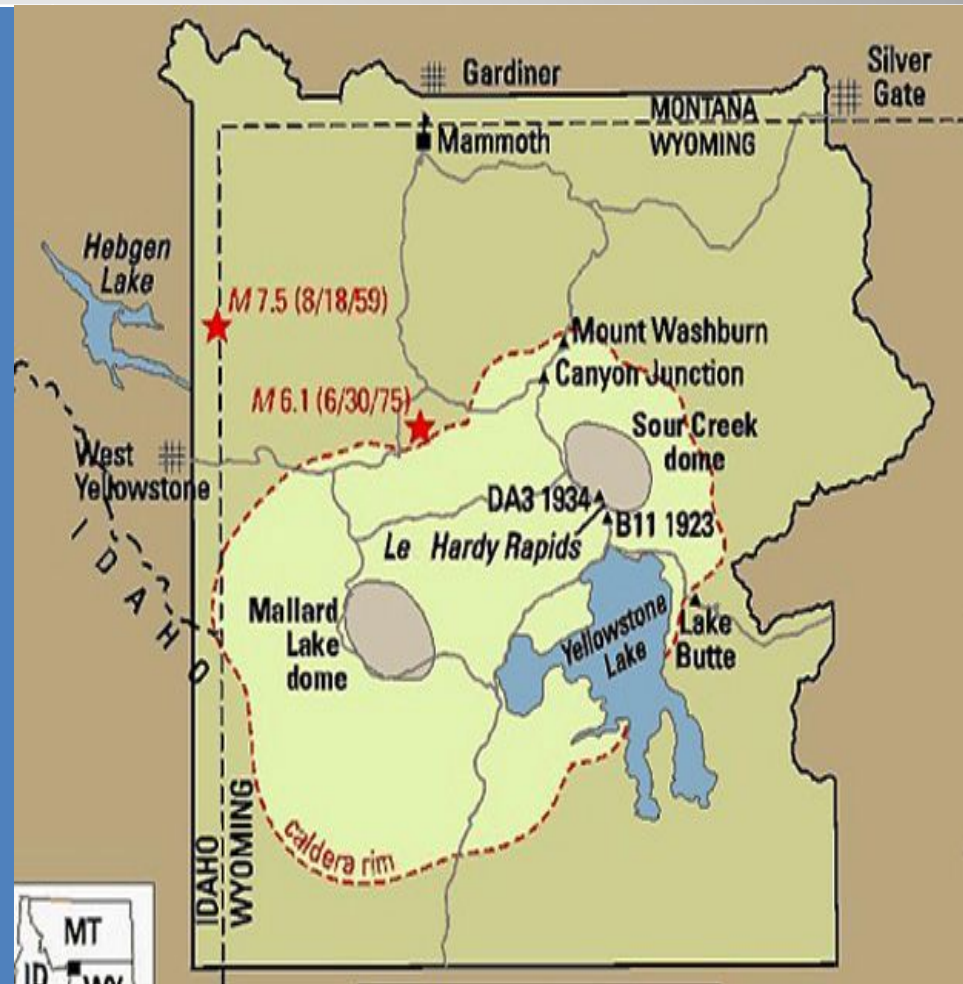 Gardiner
Silver
Gate
MONTANA
WYOMING
Mammoth
Hebgen
Lake
M 7.5 (8/18/59)
Mount Washburn
Canyon Junction
M 6.1 (6/30/75)
Sour Creek
dome
West
Yellowstone
DA3 1934
B11 1923
Le Hardy Rapids
IDAHO
Mallard
Lake
dome
Yellowstone
Lake
Lake
Butte
caldera rim
IDAHO
WYOMING
MT
ID
WY